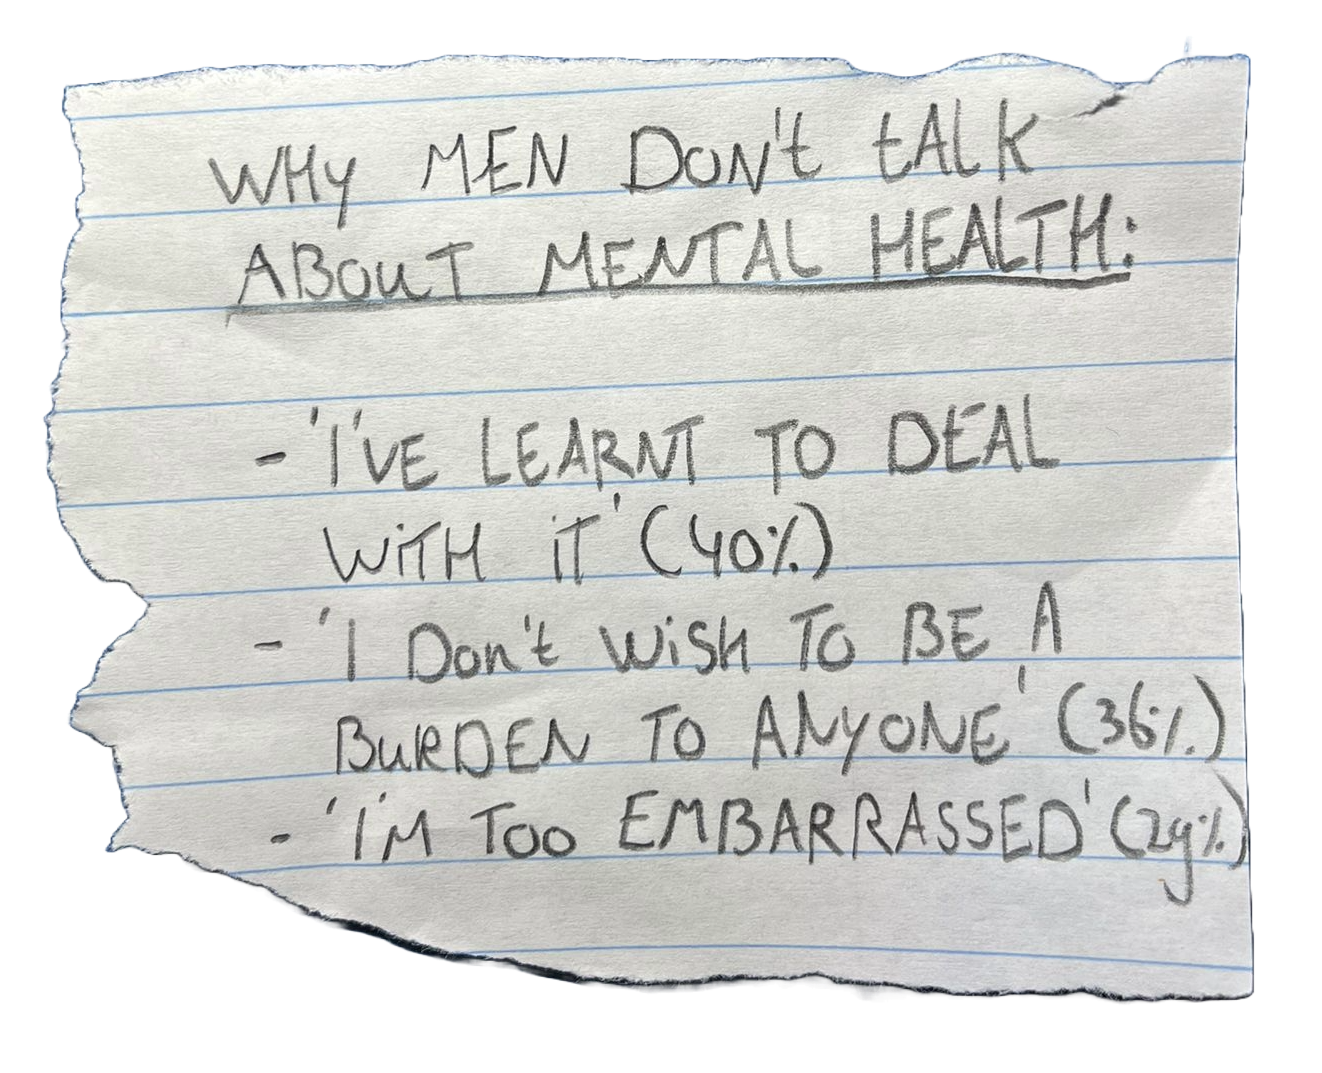 WHY MEN DON't tALK
ABOUT MENTAL HEALTH:
- 'I'VE LEARNT TO DEAL
WiTH iT' (40%)
- 'I Don't WiSH TO BE A
BURDEN TO ANYONE' (36%)
- 'I'M TOO EMBARRASSED' (29%)